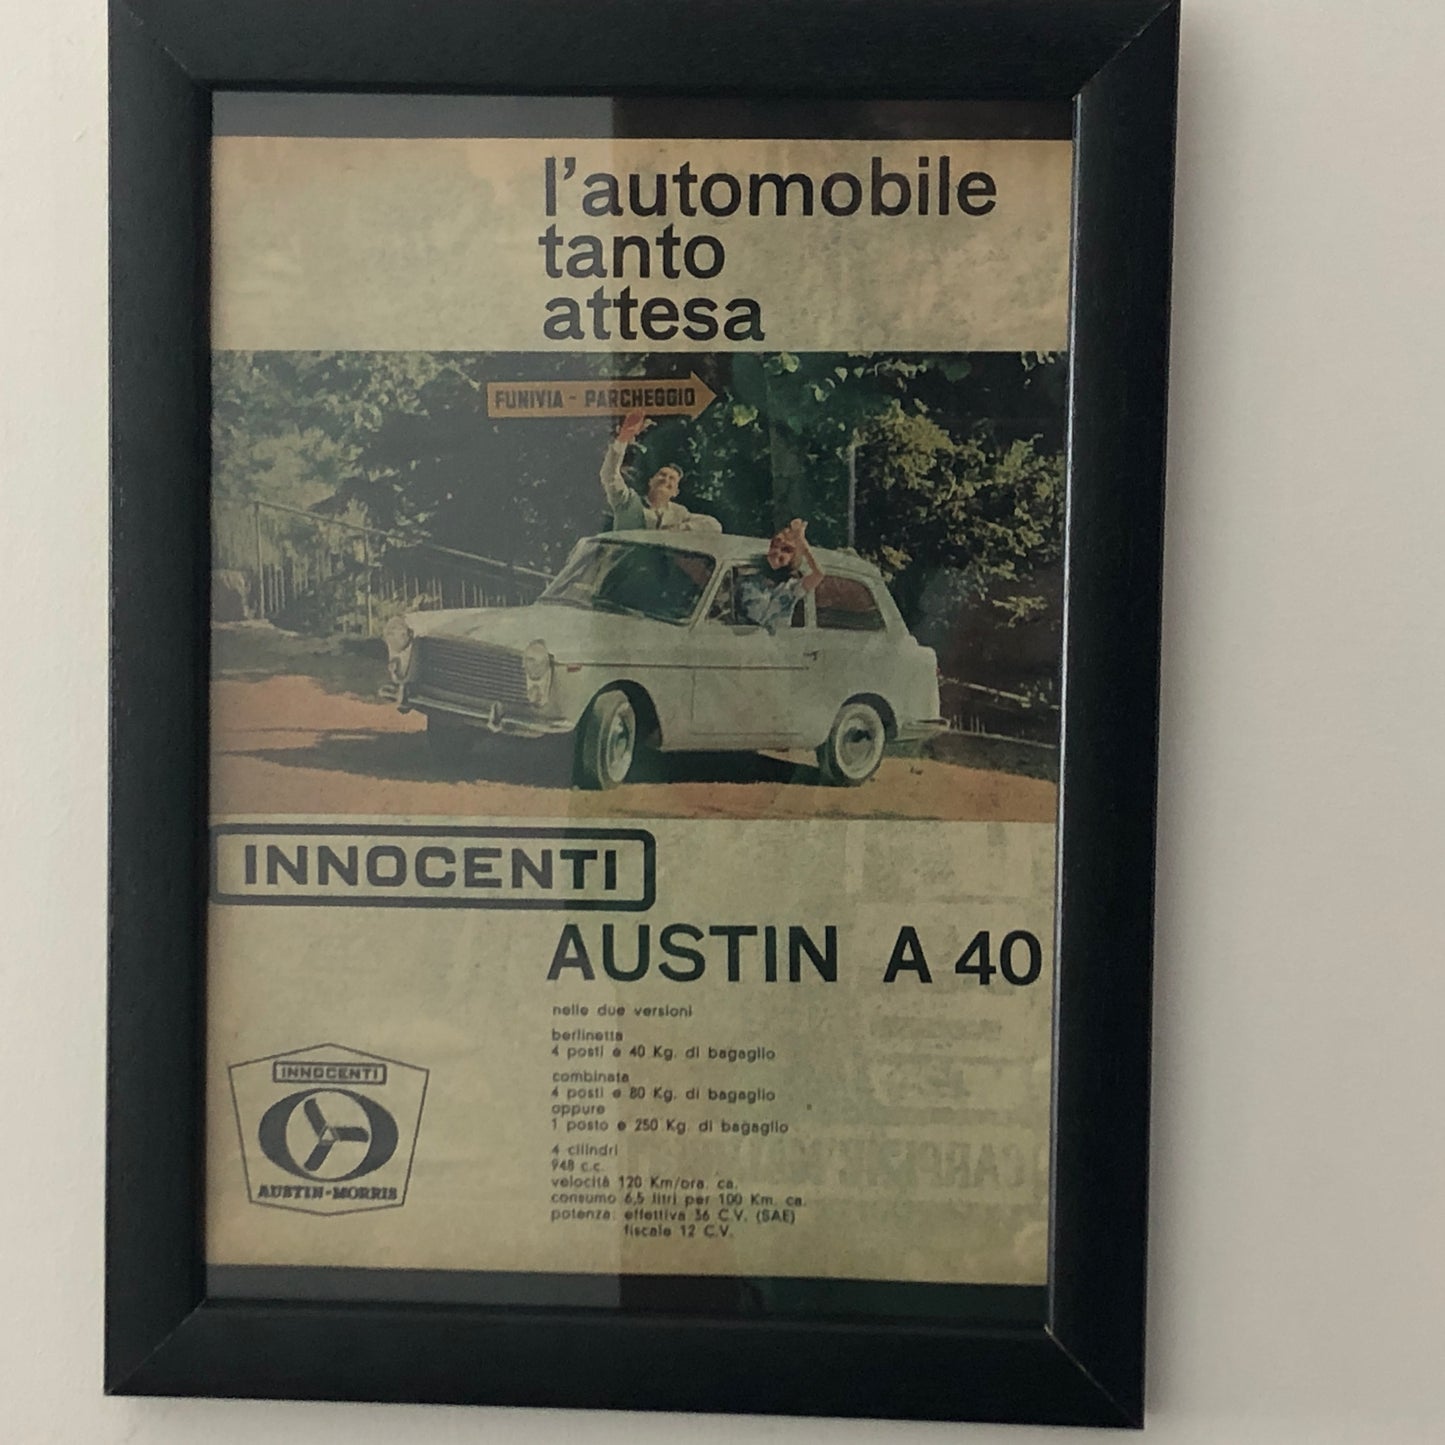 l'automobile
tanto
attesa
FUNIVIA - PARCHEGGIO
INNOCENTI
AUSTIN A 40
nelle due versioni
berlinetta
4 posti e 40 Kg. di bagaglio
combinata
4 posti e 80 Kg. di bagaglio
oppure
1 posto e 250 Kg. di bagaglio
4 cilindri
948 c.c.
velocità 120 Km/ora. ca.
consumo 6,5 litri per 100 Km. ca.
potenza: effettiva 36 C.V. (SAE)
fiscale 12 C.V.
INNOCENTI
AUSTIN-MORRIS